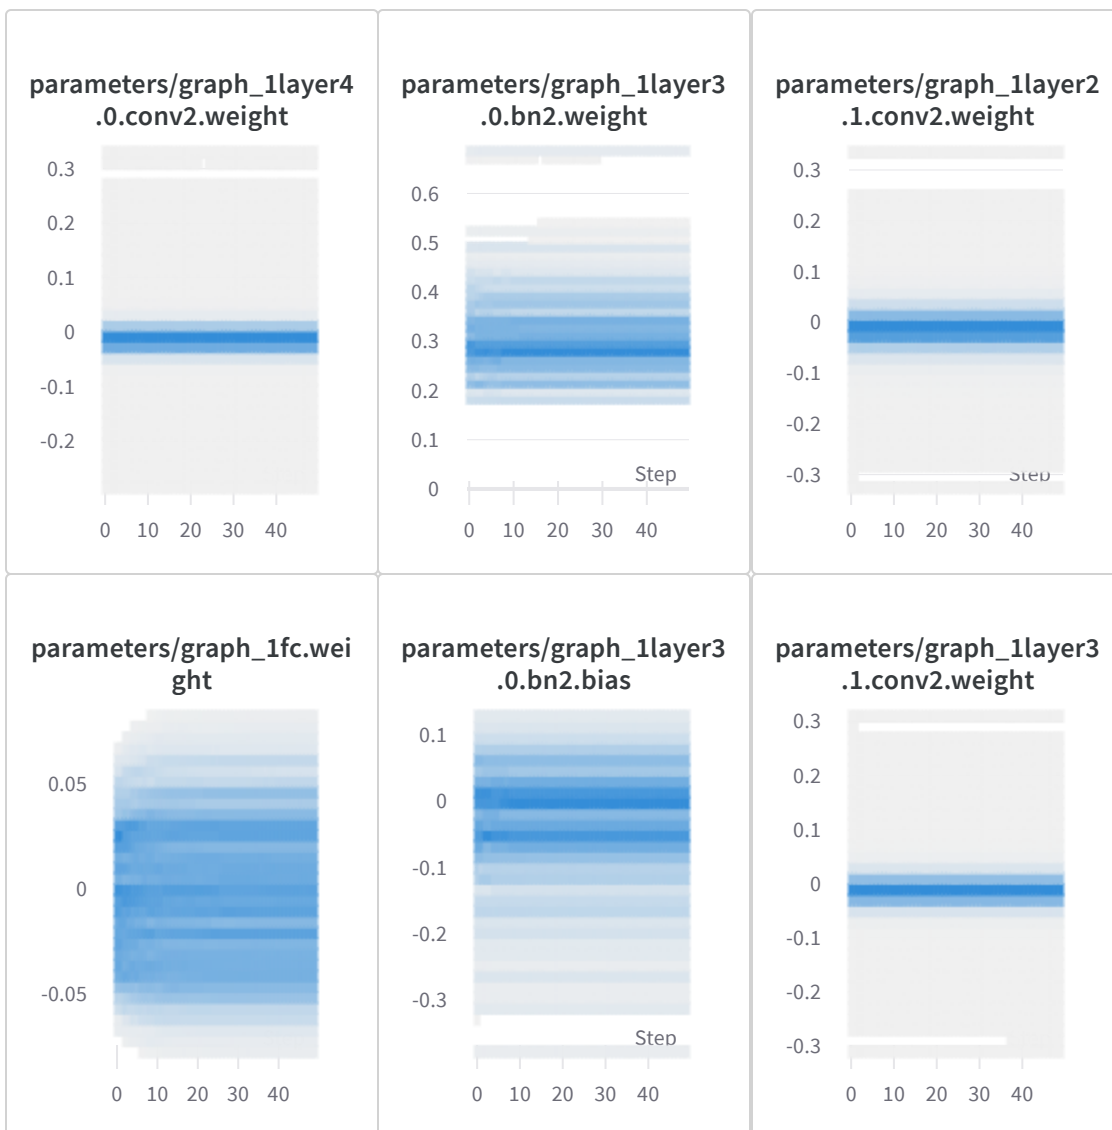 parameters/graph_1layer4
.0.conv2.weight
0.3
0.2
0.1
0
-0.1
-0.2
0 10 20 30 40
parameters/graph_1layer3
.0.bn2.weight
0.6
0.5
0.4
0.3
0.2
0.1
0
Step
0 10 20 30 40
parameters/graph_1layer2
.1.conv2.weight
0.3
0.2
0.1
0
-0.1
-0.2
-0.3
Step
0 10 20 30 40
parameters/graph_1fc.wei
ght
0.05
0
-0.05
0 10 20 30 40
parameters/graph_1layer3
.0.bn2.bias
0.1
0
-0.1
-0.2
-0.3
Step
0 10 20 30 40
parameters/graph_1layer3
.1.conv2.weight
0.3
0.2
0.1
0
-0.1
-0.2
-0.3
0 10 20 30 40